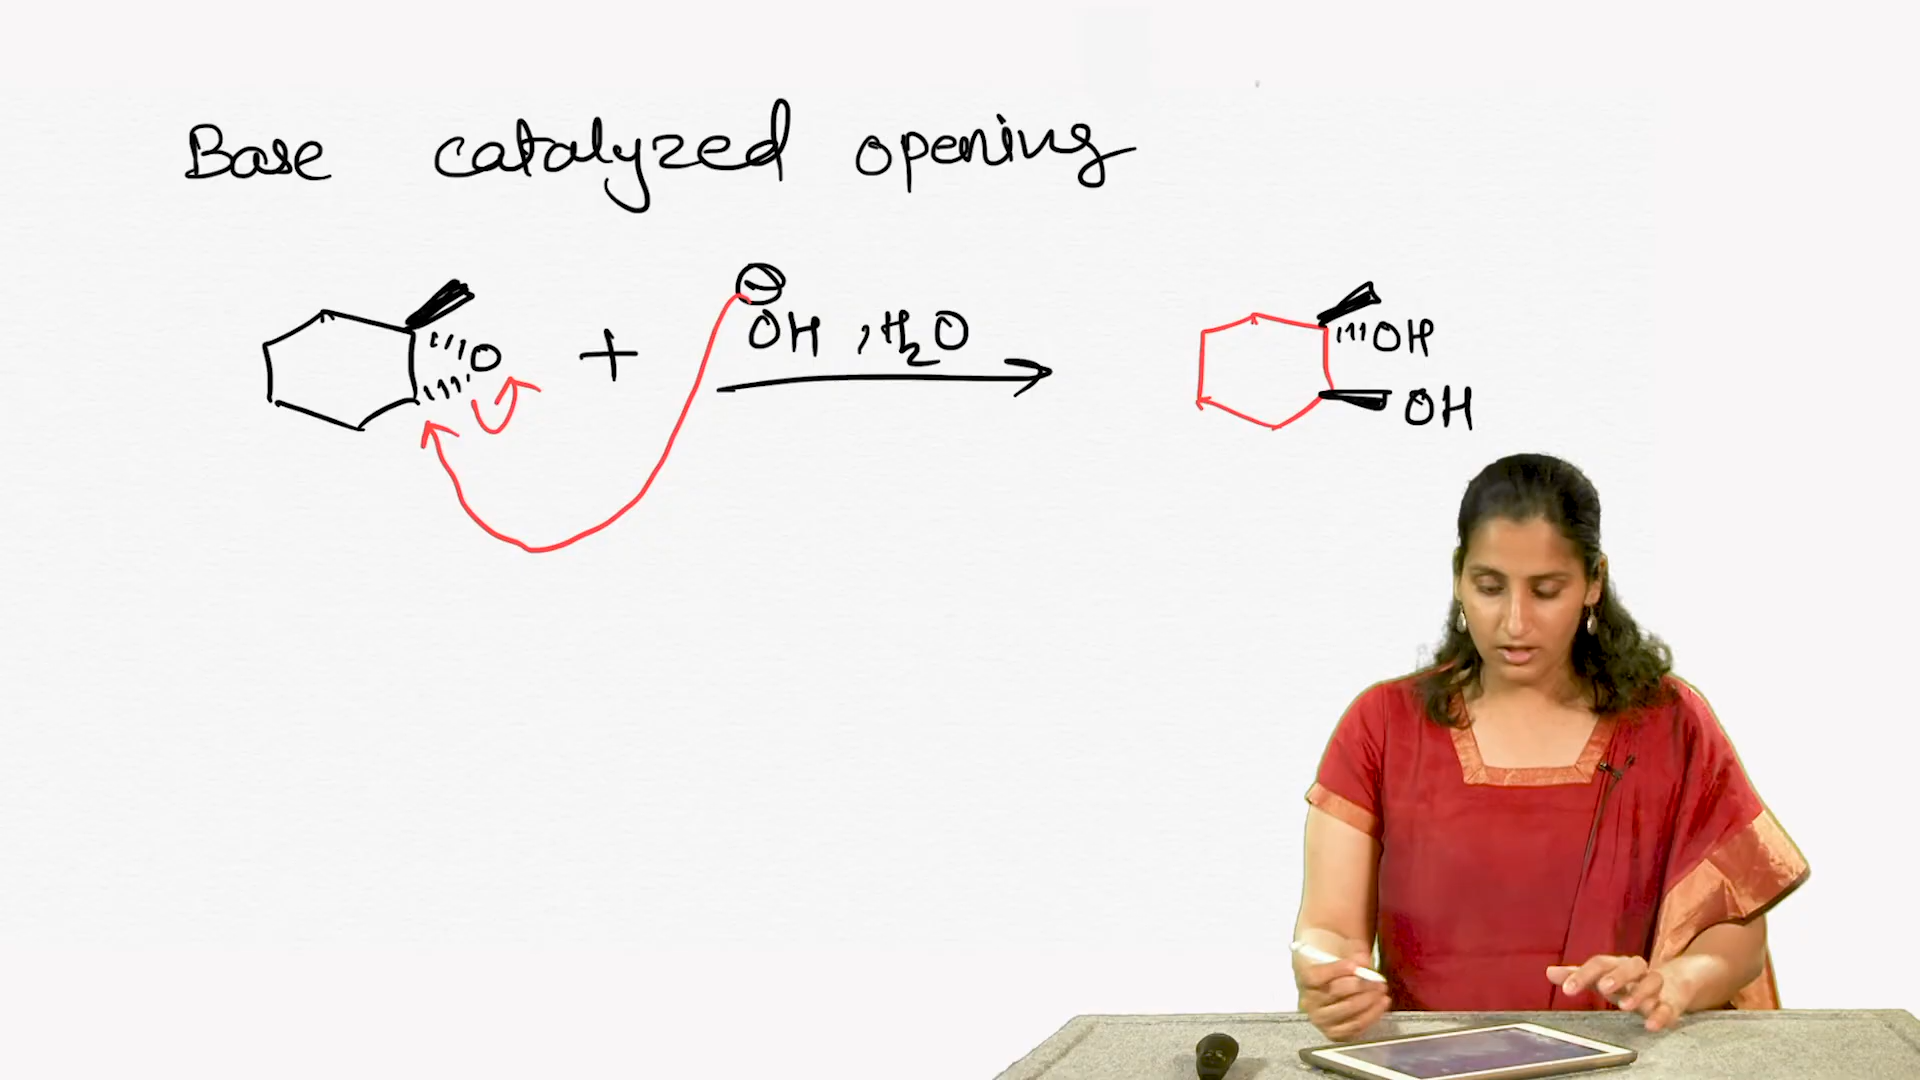 Base catalyzed opening
O + ⊖OH, H₂O OH
OH